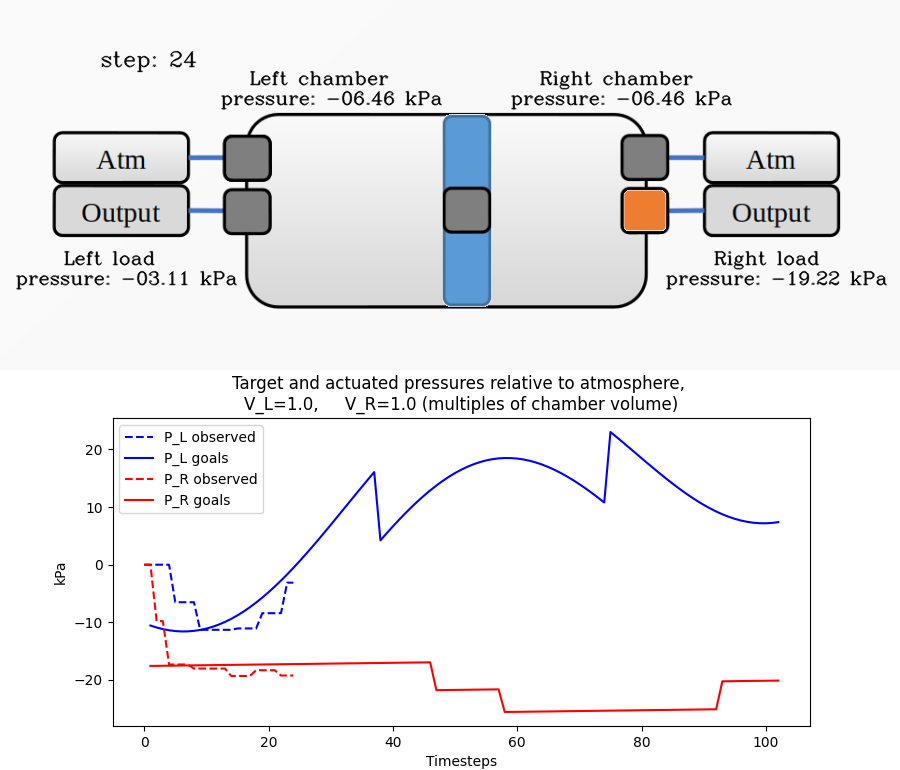 step: 24
Left chamber
pressure: −06.46 kPa
Right chamber
pressure: −06.46 kPa
Atm
Atm
Output
Output
Left load
pressure: −03.11 kPa
Right load
pressure: −19.22 kPa
Target and actuated pressures relative to atmosphere,
V_L=1.0, V_R=1.0 (multiples of chamber volume)
P_L observed
P_L goals
P_R observed
P_R goals
20
10
0
−10
−20
kPa
0 20 40 60 80 100
Timesteps